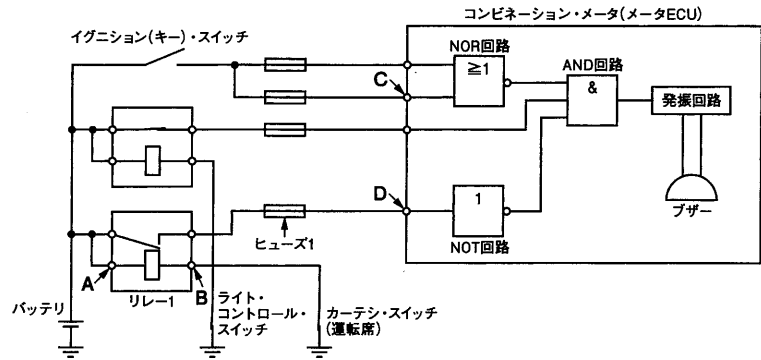 コンビネーション・メータ(メータECU)
イグニション(キー)・スイッチ
NOR回路
≧1
AND回路
&
C
発振回路
D
1
ブザー
ヒューズ1
NOT回路
A
B
リレー1
バッテリ
ライト・
コントロール・
スイッチ
カーテシ・スイッチ
(運転席)